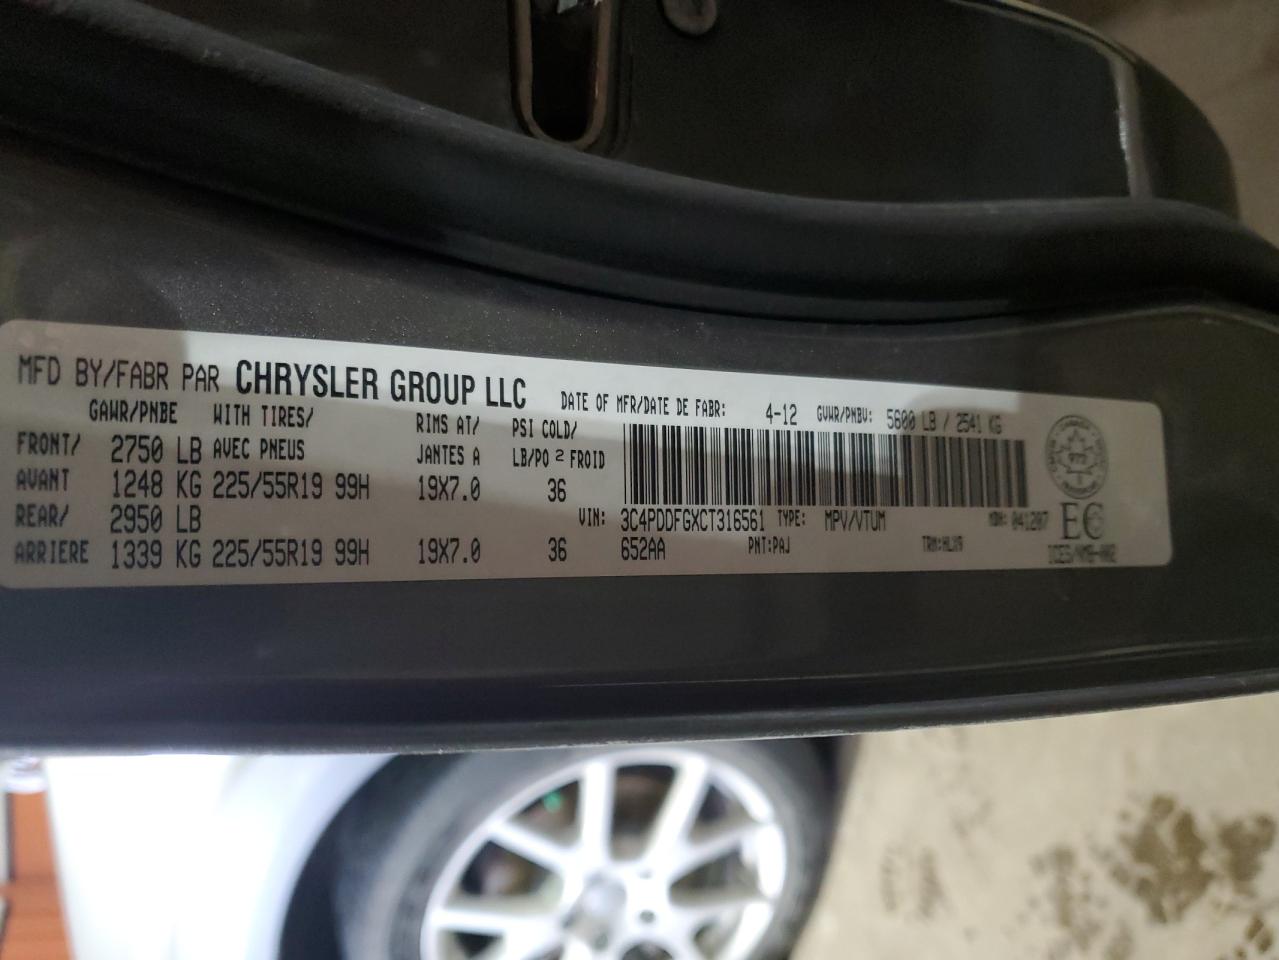 MFD BY/FABR PAR CHRYSLER GROUP LLC DATE OF MFR/DATE DE FABR: 4-12 GVWR/PNBV: 5600 LB / 2541 KG
GAWR/PNBE WITH TIRES/ RIMS AT/ PSI COLD/
FRONT/ 2750 LB AVEC PNEUS JANTES A LB/PO 2 FROID
AVANT 1248 KG 225/55R19 99H 19X7.0 36
REAR/ 2950 LB VIN: 3C4PDDFGXCT316561 TYPE: MPV/VTUM MDH: 041207 EC
ARRIERE 1339 KG 225/55R19 99H 19X7.0 36 652AA PNT:PAJ